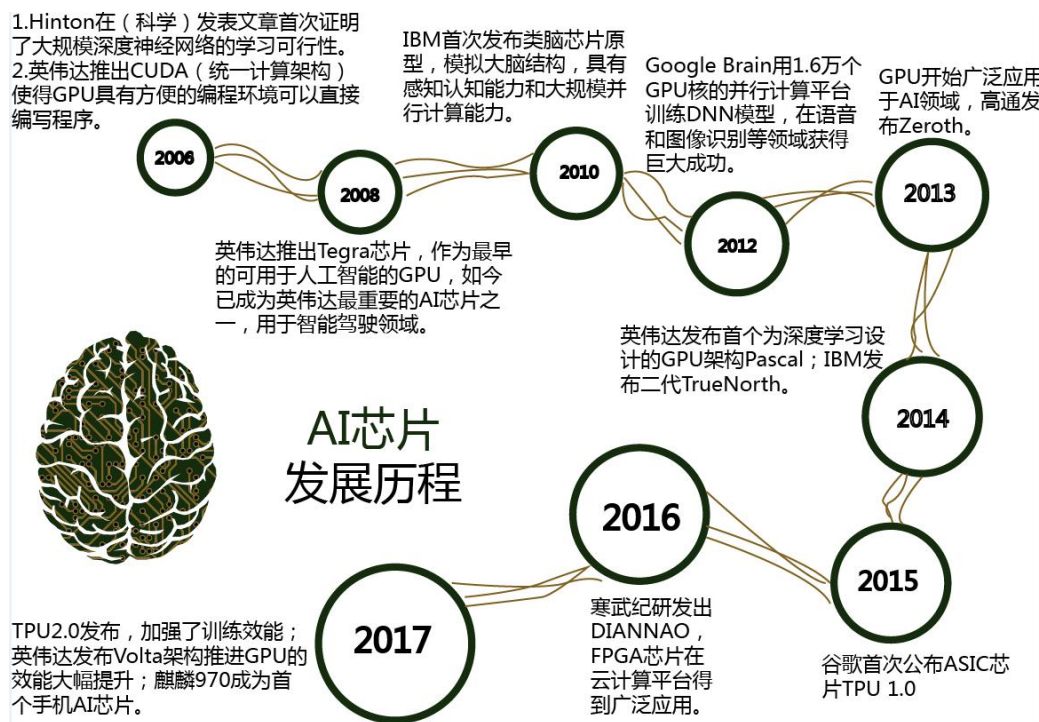 1.Hinton在（科学）发表文章首次证明
了大规模深度神经网络的学习可行性。
2.英伟达推出CUDA（统一计算架构）
使得GPU具有方便的编程环境可以直接
编写程序。
2006
英伟达推出Tegra芯片，作为最早
的可用于人工智能的GPU，如今
已成为英伟达最重要的AI芯片之
一，用于智能驾驶领域。
2008
IBM首次发布类脑芯片原
型，模拟大脑结构，具有
感知认知能力和大规模并
行计算能力。
2010
Google Brain用1.6万个
GPU核的并行计算平台
训练DNN模型，在语音
和图像识别等领域获得
巨大成功。
2012
GPU开始广泛应用
于AI领域，高通发
布Zeroth。
2013
英伟达发布首个为深度学习设
计的GPU架构Pascal；IBM发
布二代TrueNorth。
2014
AI芯片
发展历程
2015
谷歌首次公布ASIC芯
片TPU 1.0
2016
寒武纪研发出
DIANNAO，
FPGA芯片在
云计算平台得
到广泛应用。
2017
TPU2.0发布，加强了训练效能；
英伟达发布Volta架构推进GPU的
效能大幅提升；麒麟970成为首
个手机AI芯片。